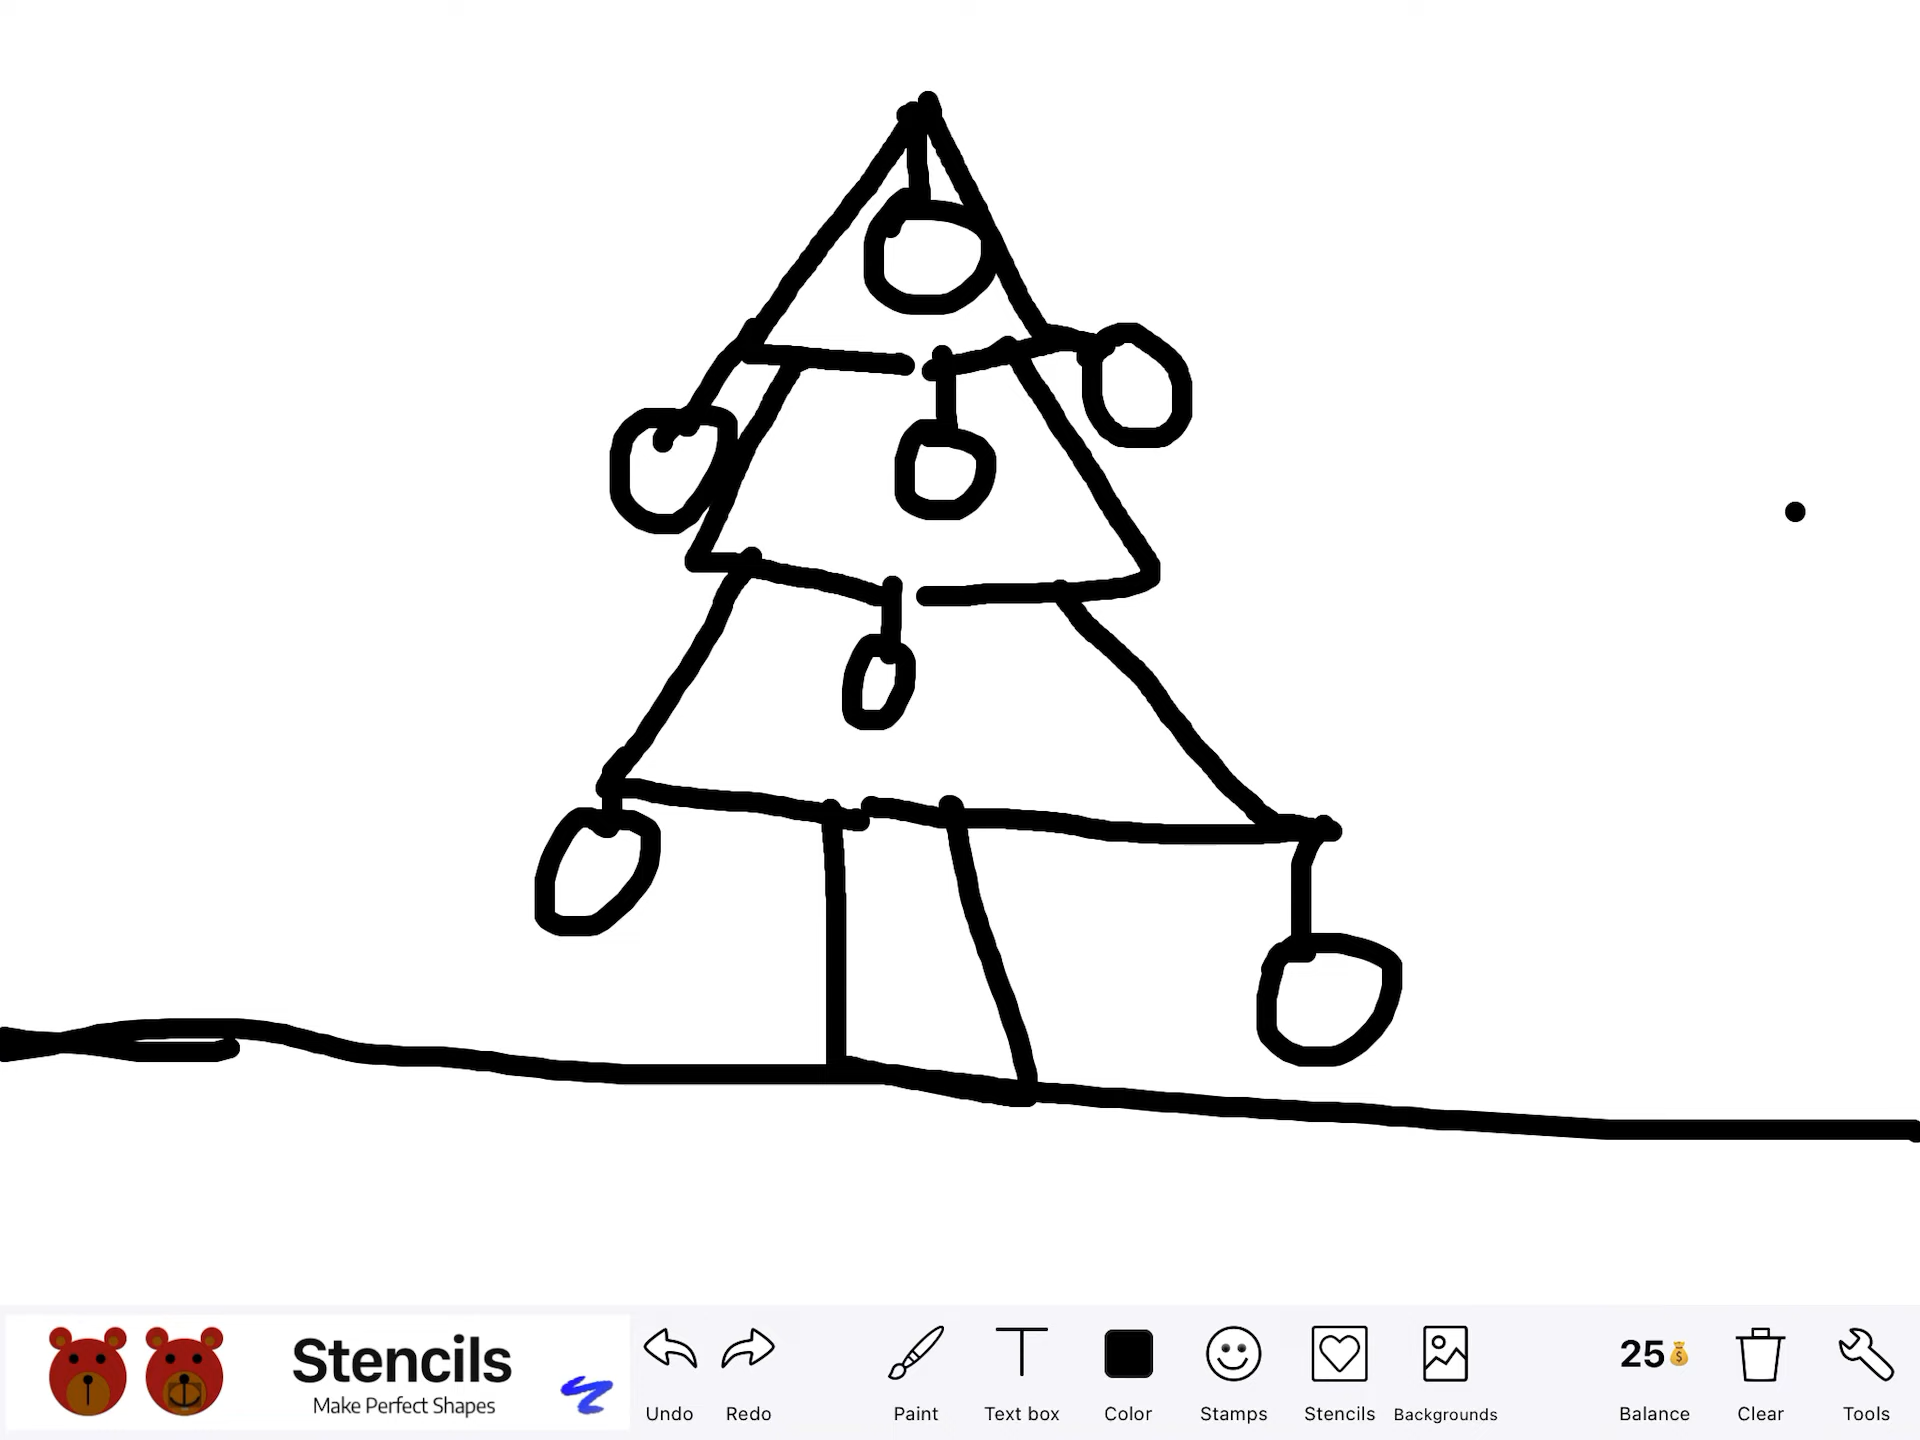 Stencils
Make Perfect Shapes
Undo
Redo
Paint
Text box
Color
Stamps
Stencils
Backgrounds
25
Balance
Clear
Tools